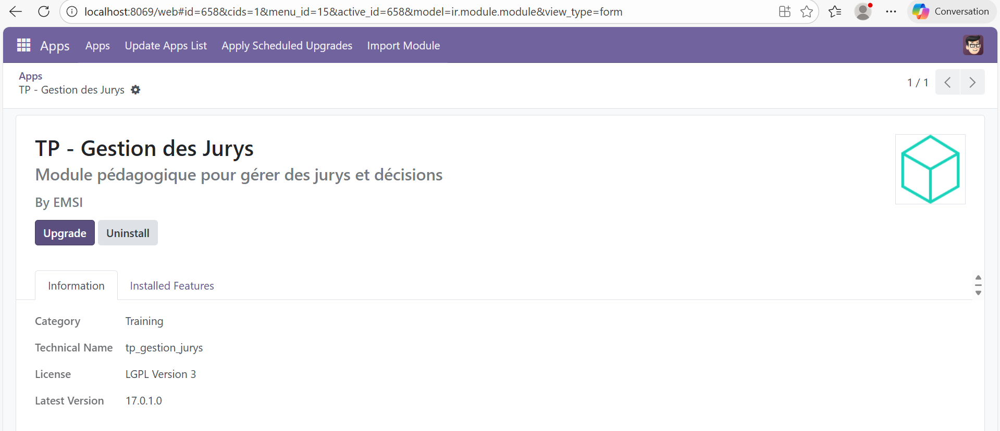 localhost:8069/web#id=658&cids=1&menu_id=15&active_id=658&model=ir.module.module&view_type=form
Conversation
Apps Apps Update Apps List Apply Scheduled Upgrades Import Module
Apps
TP - Gestion des Jurys
1 / 1
TP - Gestion des Jurys
Module pédagogique pour gérer des jurys et décisions
By EMSI
Upgrade Uninstall
Information Installed Features
Category Training
Technical Name tp_gestion_jurys
License LGPL Version 3
Latest Version 17.0.1.0